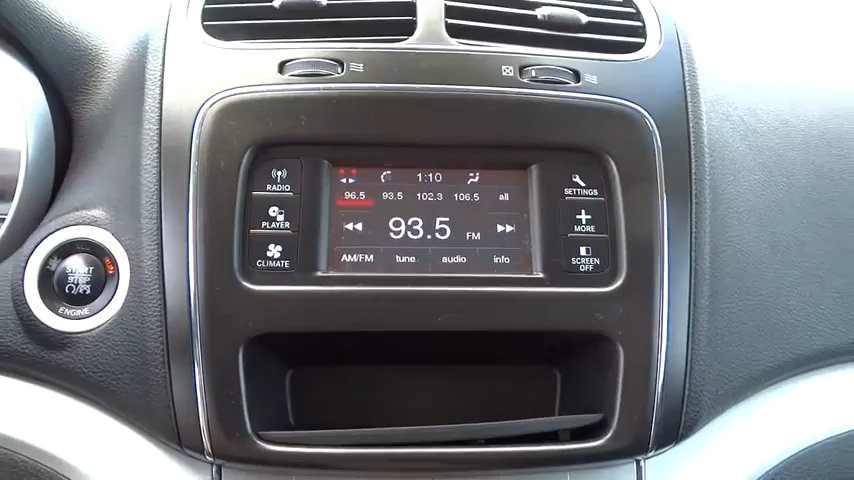 RADIO
PLAYER
CLIMATE
1:10
96.5 93.5 102.3 106.5 all
93.5 FM
AM/FM tune audio info
SETTINGS
MORE
SCREEN
OFF
START
STOP
ENGINE